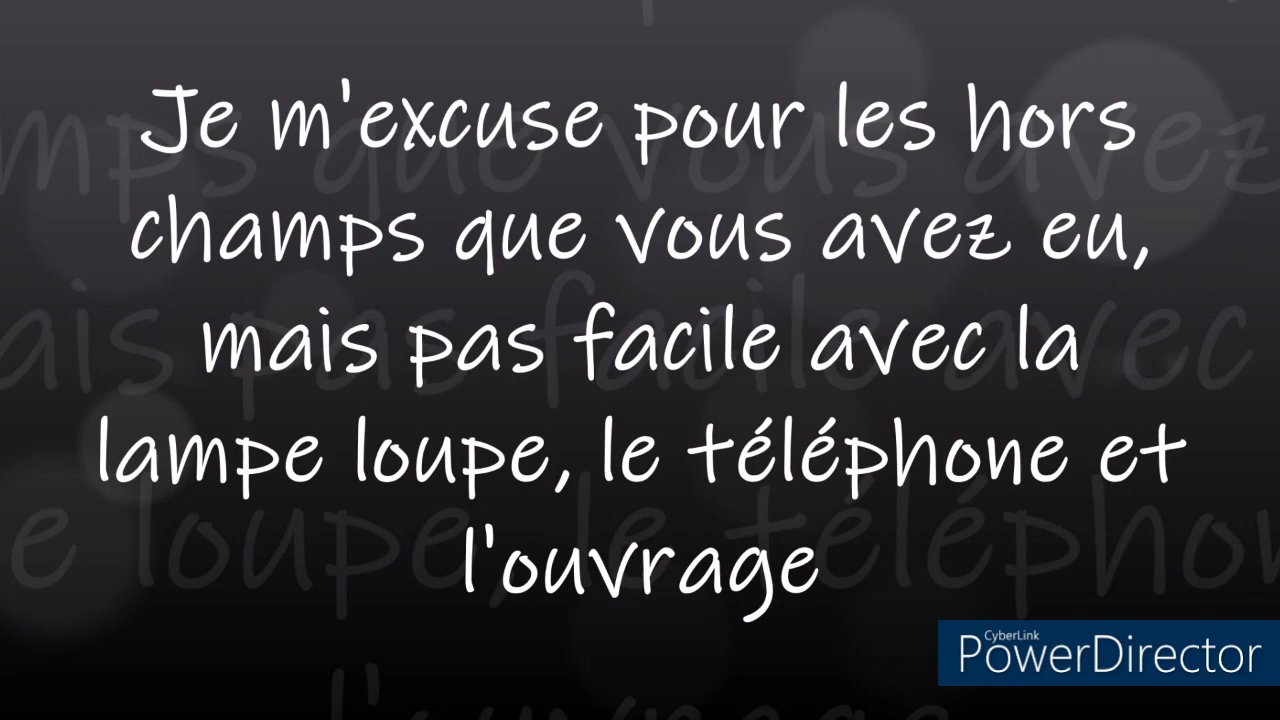 Je m'excuse pour les hors
champs que vous avez eu,
mais pas facile avec la
lampe loupe, le téléphone et
l'ouvrage
CyberLink
PowerDirector